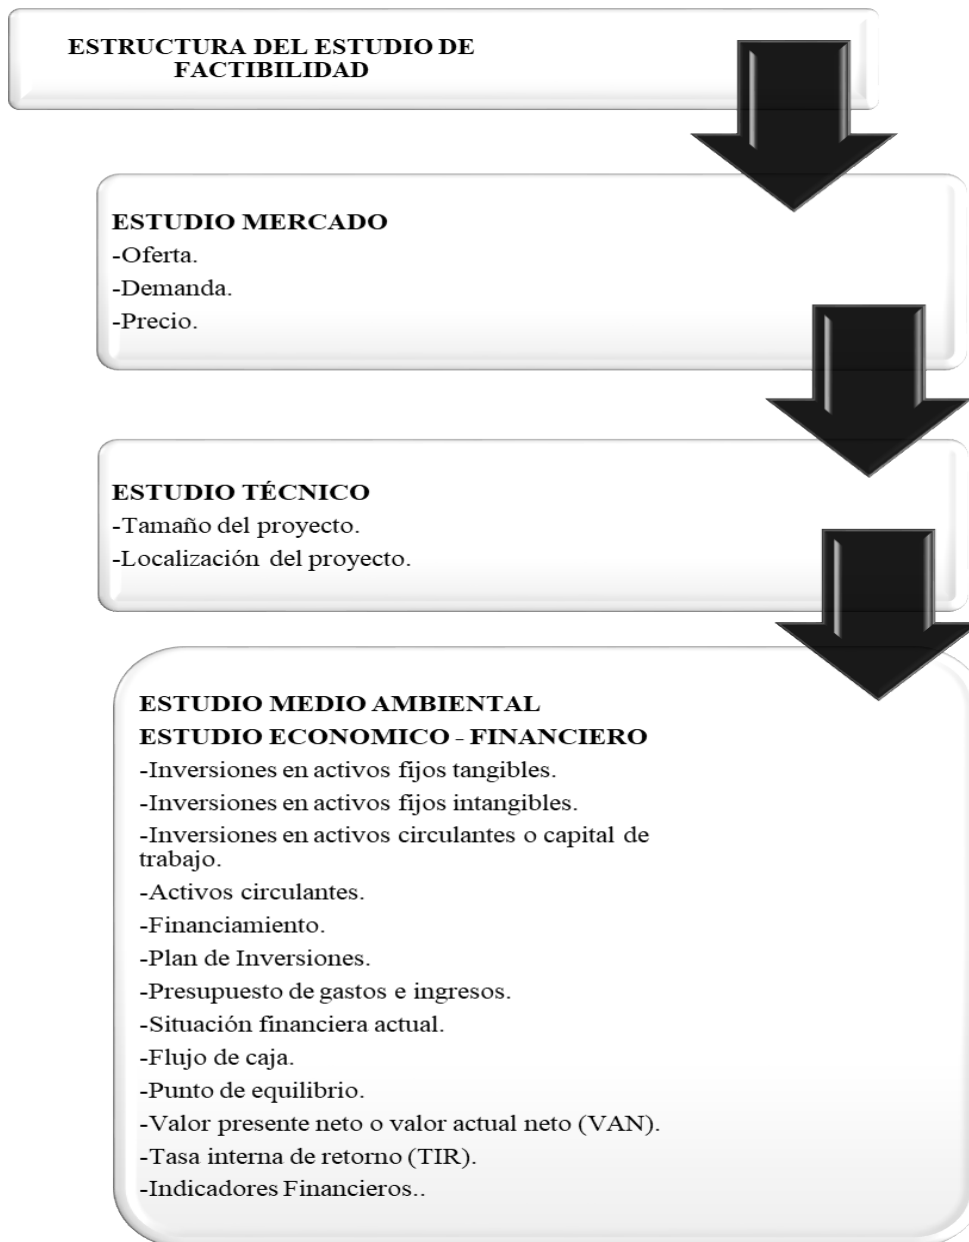 ESTRUCTURA DEL ESTUDIO DE
FACTIBILIDAD
ESTUDIO MERCADO
-Oferta.
-Demanda.
-Precio.
ESTUDIO TÉCNICO
-Tamaño del proyecto.
-Localización del proyecto.
ESTUDIO MEDIO AMBIENTAL
ESTUDIO ECONOMICO - FINANCIERO
-Inversiones en activos fijos tangibles.
-Inversiones en activos fijos intangibles.
-Inversiones en activos circulantes o capital de
trabajo.
-Activos circulantes.
-Financiamiento.
-Plan de Inversiones.
-Presupuesto de gastos e ingresos.
-Situación financiera actual.
-Flujo de caja.
-Punto de equilibrio.
-Valor presente neto o valor actual neto (VAN).
-Tasa interna de retorno (TIR).
-Indicadores Financieros..